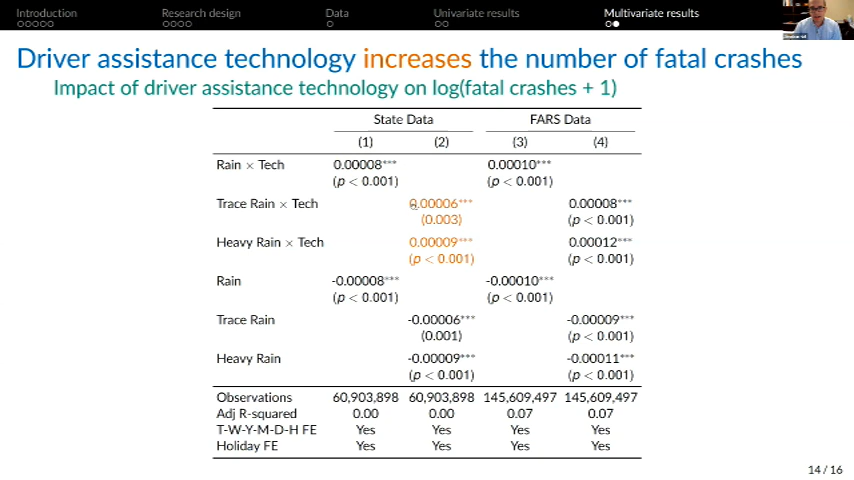 Introduction Research design Data Univariate results Multivariate results
Driver assistance technology increases the number of fatal crashes
Impact of driver assistance technology on log(fatal crashes + 1)
State Data FARS Data
(1) (2) (3) (4)
Rain × Tech 0.00008*** 0.00010***
(p < 0.001) (p < 0.001)
Trace Rain × Tech 0.00006*** 0.00008***
(0.003) (p < 0.001)
Heavy Rain × Tech 0.00009*** 0.00012***
(p < 0.001) (p < 0.001)
Rain -0.00008*** -0.00010***
(p < 0.001) (p < 0.001)
Trace Rain -0.00006*** -0.00009***
(0.001) (p < 0.001)
Heavy Rain -0.00009*** -0.00011***
(p < 0.001) (p < 0.001)
Observations 60,903,898 60,903,898 145,609,497 145,609,497
Adj R-squared 0.00 0.00 0.07 0.07
T-W-Y-M-D-H FE Yes Yes Yes Yes
Holiday FE Yes Yes Yes Yes
14 / 16